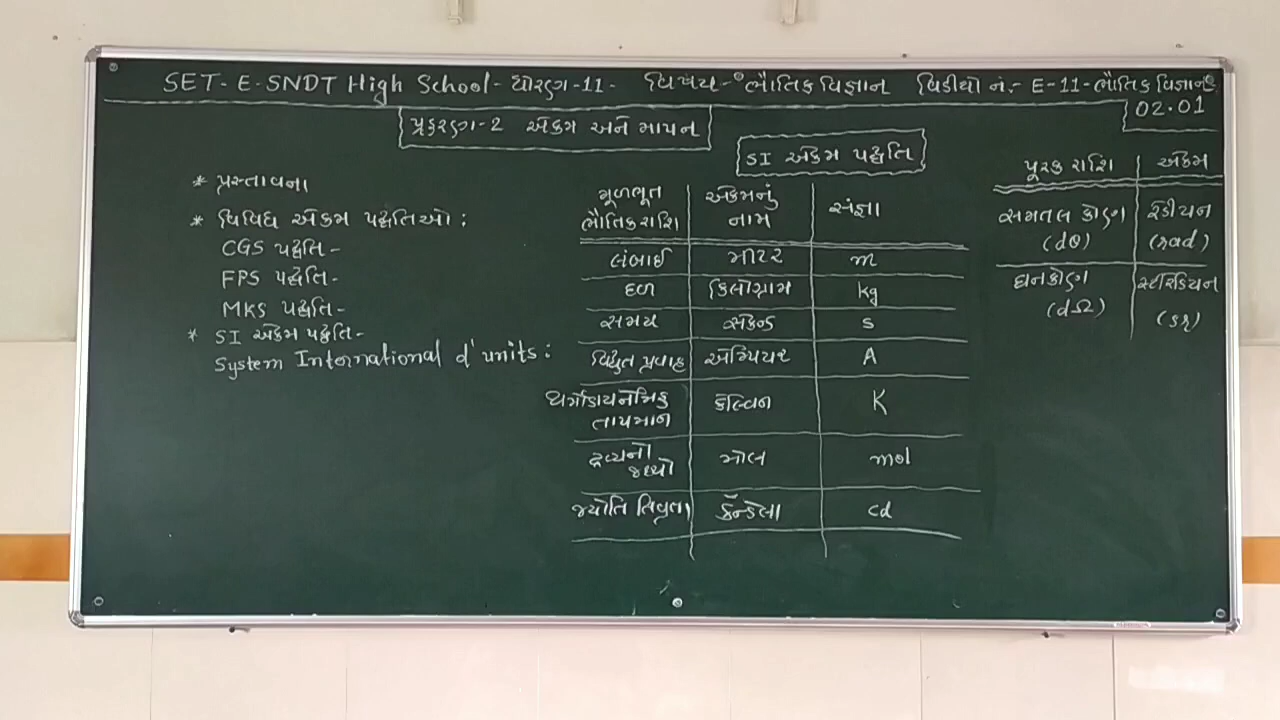 SET- E-SNDT High School- ધોરણ-11- વિષય- ભૌતિકવિજ્ઞાન વિડીયો નં.- E-11-ભૌતિકવિજ્ઞાન
02.01
પ્રકરણ-2 એકમ અને માપન
SI એકમ પદ્ધતિ
* પ્રસ્તાવના
* વિવિધ એકમ પદ્ધતિઓ :
CGS પદ્ધતિ-
FPS પદ્ધતિ-
MKS પદ્ધતિ-
* SI એકમ પદ્ધતિ-
System International d' units :
મૂળભૂત ભૌતિકરાશિ એકમનું નામ સંજ્ઞા
લંબાઈ મીટર m
દળ કિલોગ્રામ kg
સમય સેકન્ડ s
વિદ્યુત પ્રવાહ એમ્પિયર A
થર્મોડાયનેમિક તાપમાન કેલ્વિન K
દ્રવ્યનો જથ્થો મોલ mol
જ્યોતિ તિવ્રતા કૅન્ડેલા cd
પૂરક રાશિ એકમ
સમતલ કોણ રેડીયન
(dθ) (rad)
ઘનકોણ સ્ટીરેડિયન
(dΩ)